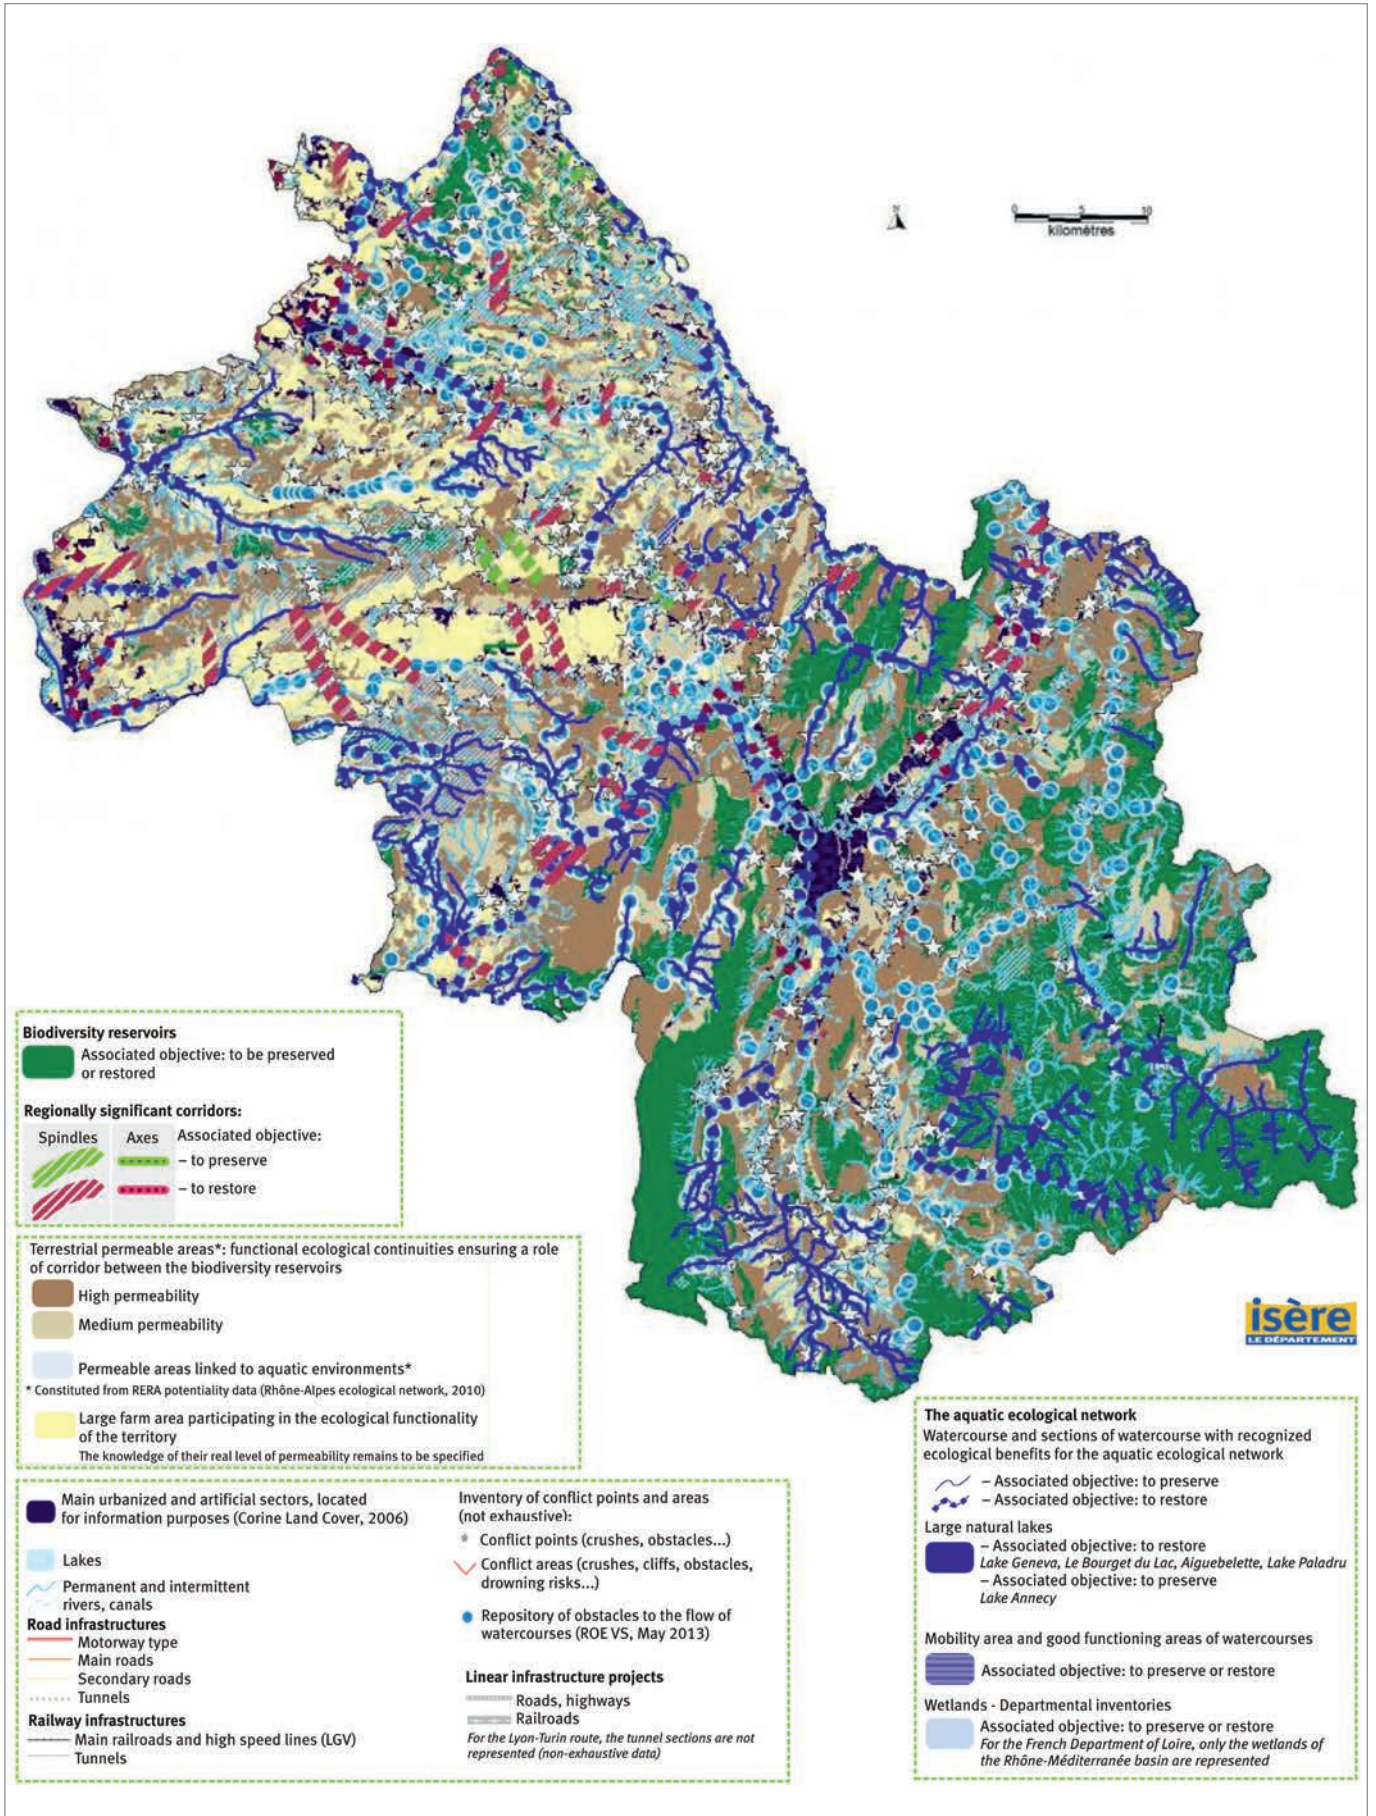 0 5 10
kilomètres
Biodiversity reservoirs
Associated objective: to be preserved
or restored
Regionally significant corridors:
Spindles Axes Associated objective:
– to preserve
– to restore
Terrestrial permeable areas*: functional ecological continuities ensuring a role
of corridor between the biodiversity reservoirs
High permeability
Medium permeability
Permeable areas linked to aquatic environments*
* Constituted from RERA potentiality data (Rhône-Alpes ecological network, 2010)
Large farm area participating in the ecological functionality
of the territory
The knowledge of their real level of permeability remains to be specified
Main urbanized and artificial sectors, located
for information purposes (Corine Land Cover, 2006)
Lakes
Permanent and intermittent
rivers, canals
Road infrastructures
Motorway type
Main roads
Secondary roads
Tunnels
Railway infrastructures
Main railroads and high speed lines (LGV)
Tunnels
Inventory of conflict points and areas
(not exhaustive):
Conflict points (crushes, obstacles...)
Conflict areas (crushes, cliffs, obstacles,
drowning risks...)
Repository of obstacles to the flow of
watercourses (ROE VS, May 2013)
Linear infrastructure projects
Roads, highways
Railroads
For the Lyon-Turin route, the tunnel sections are not
represented (non-exhaustive data)
isère
LE DÉPARTEMENT
The aquatic ecological network
Watercourse and sections of watercourse with recognized
ecological benefits for the aquatic ecological network
– Associated objective: to preserve
– Associated objective: to restore
Large natural lakes
– Associated objective: to restore
Lake Geneva, Le Bourget du Lac, Aiguebelette, Lake Paladru
– Associated objective: to preserve
Lake Annecy
Mobility area and good functioning areas of watercourses
Associated objective: to preserve or restore
Wetlands - Departmental inventories
Associated objective: to preserve or restore
For the French Department of Loire, only the wetlands of
the Rhône-Méditerranée basin are represented